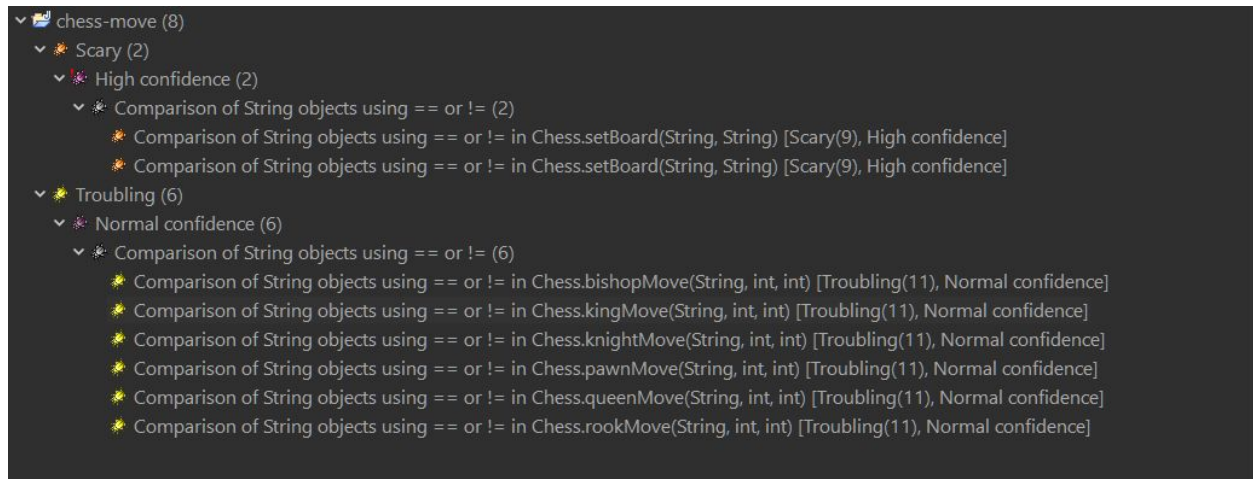 chess-move (8)
Scary (2)
High confidence (2)
Comparison of String objects using == or != (2)
Comparison of String objects using == or != in Chess.setBoard(String, String) [Scary(9), High confidence]
Comparison of String objects using == or != in Chess.setBoard(String, String) [Scary(9), High confidence]
Troubling (6)
Normal confidence (6)
Comparison of String objects using == or != (6)
Comparison of String objects using == or != in Chess.bishopMove(String, int, int) [Troubling(11), Normal confidence]
Comparison of String objects using == or != in Chess.kingMove(String, int, int) [Troubling(11), Normal confidence]
Comparison of String objects using == or != in Chess.knightMove(String, int, int) [Troubling(11), Normal confidence]
Comparison of String objects using == or != in Chess.pawnMove(String, int, int) [Troubling(11), Normal confidence]
Comparison of String objects using == or != in Chess.queenMove(String, int, int) [Troubling(11), Normal confidence]
Comparison of String objects using == or != in Chess.rookMove(String, int, int) [Troubling(11), Normal confidence]